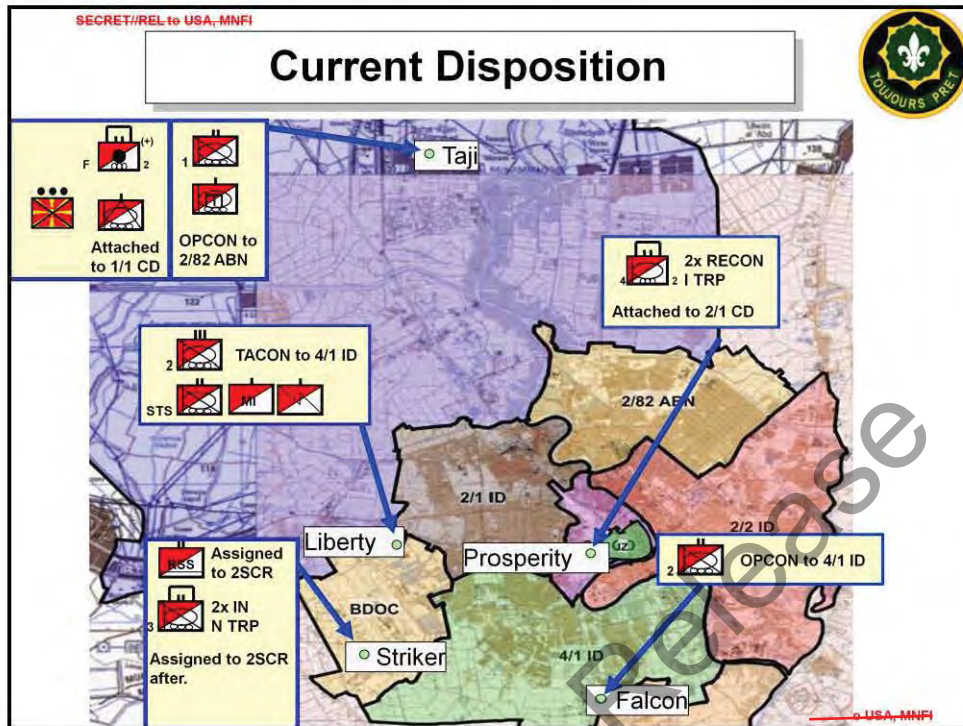 SECRET//REL to USA, MNFI
Current Disposition
TOUJOURS PRET
F
(+)
2
Attached
to 1/1 CD
1
OPCON to
2/82 ABN
Taji
122
139
4
2
2x RECON
I TRP
Attached to 2/1 CD
2
TACON to 4/1 ID
STS
MI
2/82 ABN
2/1 ID
2/2 ID
GZ
Liberty
Prosperity
2
OPCON to 4/1 ID
RSS
Assigned
to 2SCR
3
2x IN
N TRP
Assigned to 2SCR
after.
BDOC
Striker
4/1 ID
Falcon
Release
o USA, MNFI